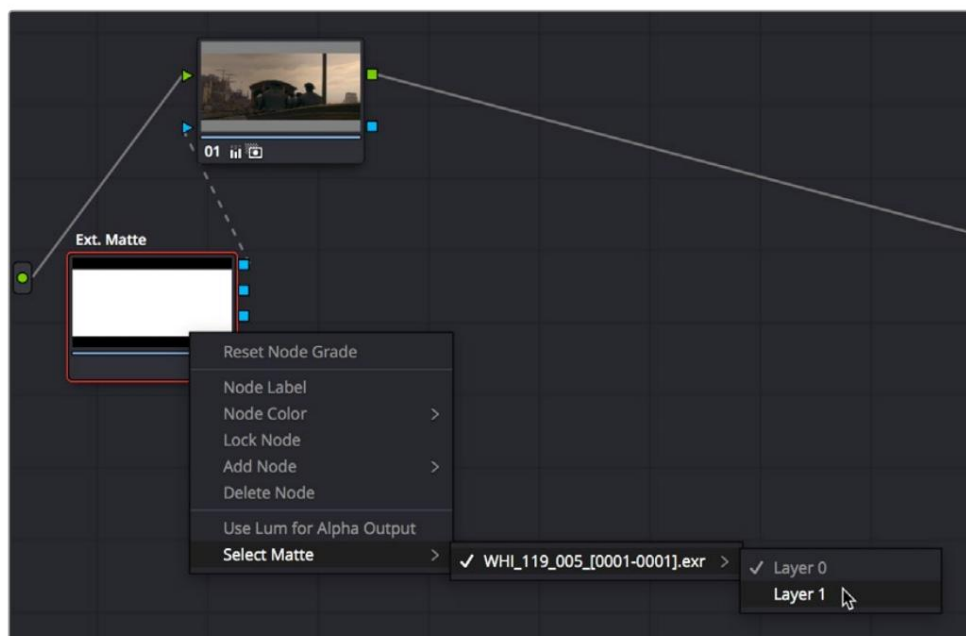 01
Ext. Matte
Reset Node Grade
Node Label
Node Color
Lock Node
Add Node
Delete Node
Use Lum for Alpha Output
Select Matte
WHI_119_005_[0001-0001].exr
Layer 0
Layer 1